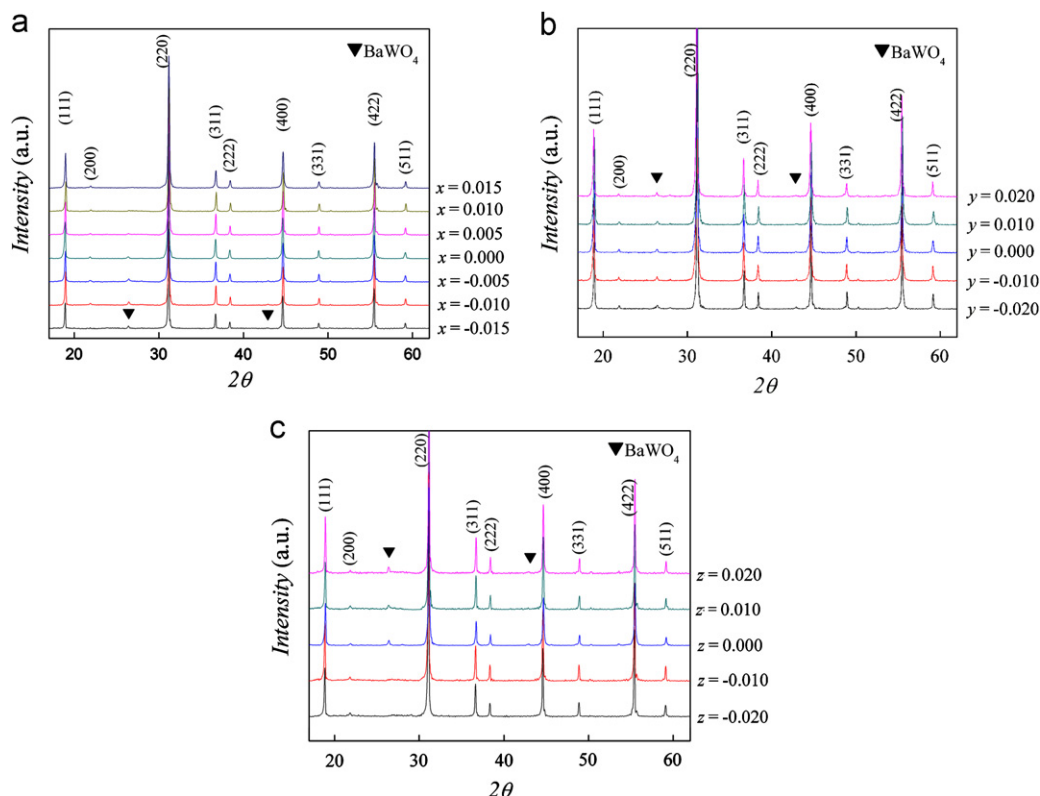 a
▼BaWO₄
(111)
(200)
(220)
(311)
(222)
(400)
(331)
(422)
(511)
x = 0.015
x = 0.010
x = 0.005
x = 0.000
x = -0.005
x = -0.010
x = -0.015
Intensity (a.u.)
20 30 40 50 60
2θ
b
▼BaWO₄
(111)
(200)
(220)
(311)
(222)
(400)
(331)
(422)
(511)
y = 0.020
y = 0.010
y = 0.000
y = -0.010
y = -0.020
Intensity (a.u.)
20 30 40 50 60
2θ
c
▼BaWO₄
(111)
(200)
(220)
(311)
(222)
(400)
(331)
(422)
(511)
z = 0.020
z = 0.010
z = 0.000
z = -0.010
z = -0.020
Intensity (a.u.)
20 30 40 50 60
2θ